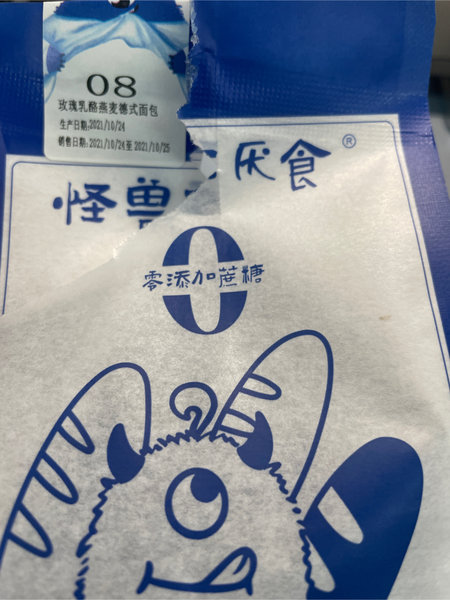 08
玫瑰乳酪燕麦德式面包
生产日期:2021/10/24
销售日期:2021/10/24至2021/10/25
怪兽 厌食®
零添加蔗糖
0